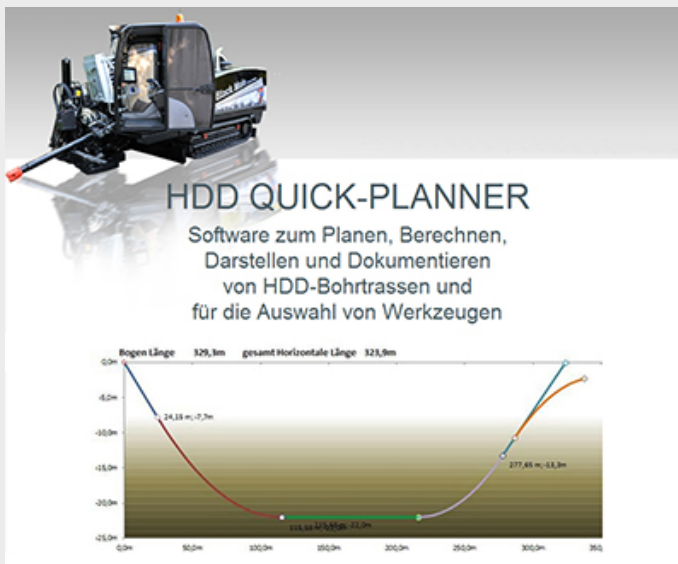 HDD QUICK-PLANNER
Software zum Planen, Berechnen,
Darstellen und Dokumentieren
von HDD-Bohrtrassen und
für die Auswahl von Werkzeugen
Bogen Länge 329,3m gesamt Horizontale Länge 323,9m
0,0m
-5,0m
24,15 m; -7,7m
-10,0m
277,65 m; -13,3m
-15,0m
-20,0m
-25,0m
0,0m 50,0m 100,0m 150,0m 200,0m 250,0m 300,0m 350,